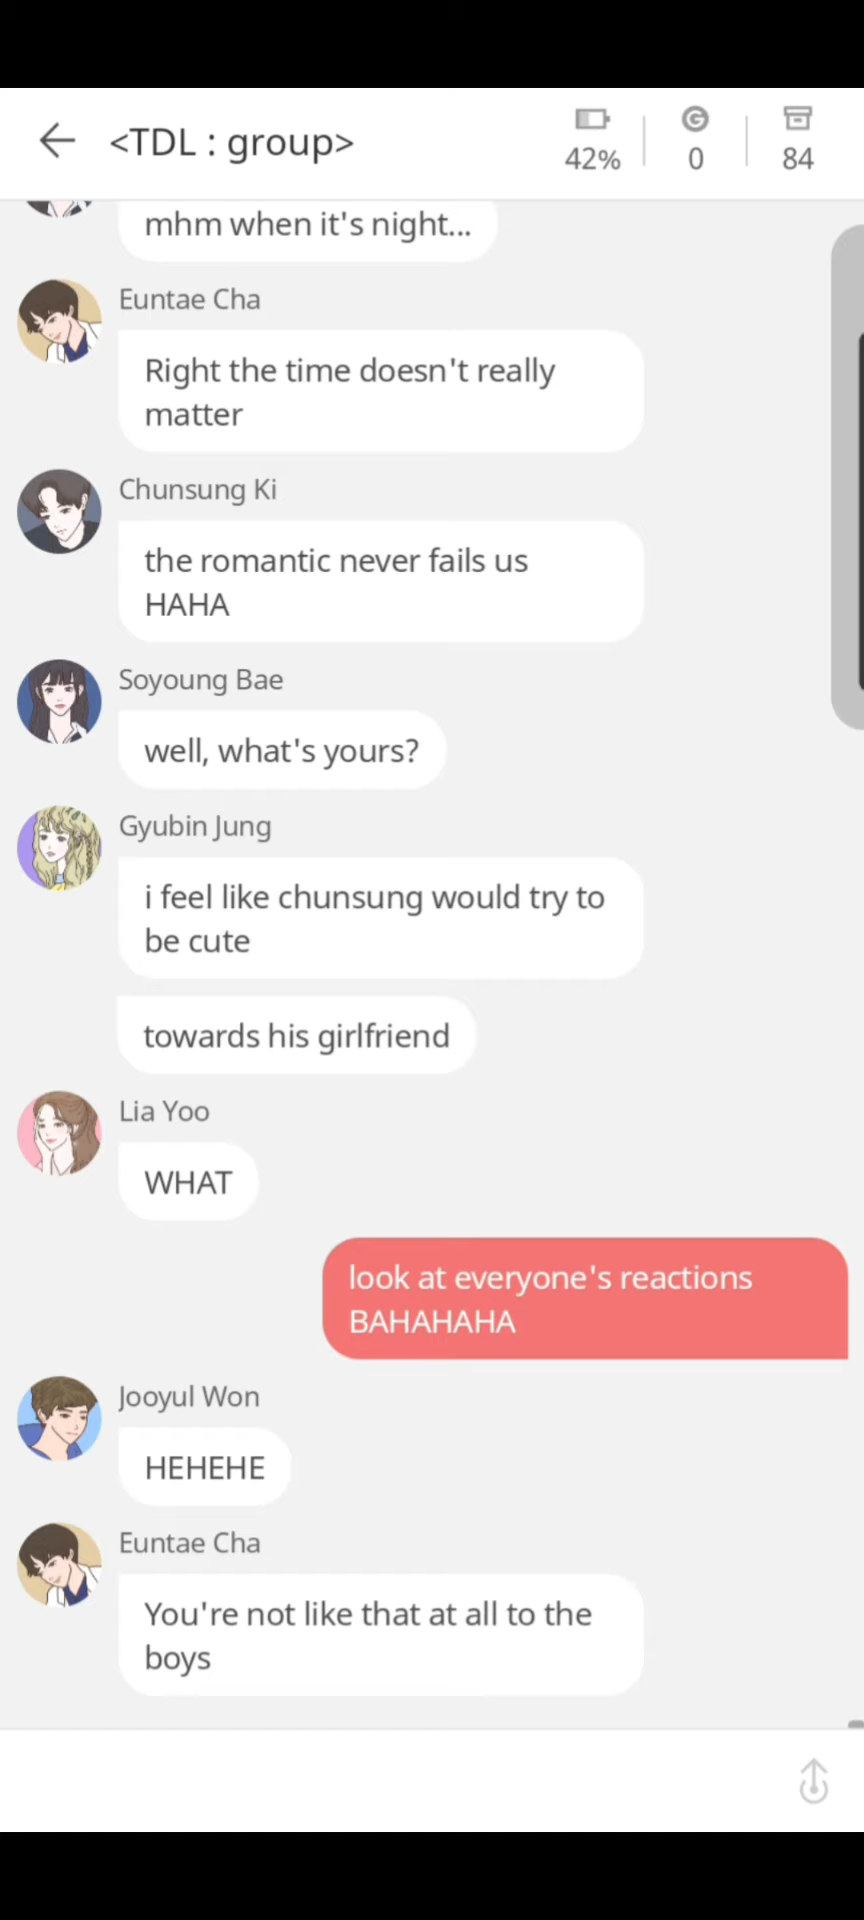 <TDL : group>
42%
0
84
mhm when it's night...
Euntae Cha
Right the time doesn't really
matter
Chunsung Ki
the romantic never fails us
HAHA
Soyoung Bae
well, what's yours?
Gyubin Jung
i feel like chunsung would try to
be cute
towards his girlfriend
Lia Yoo
WHAT
look at everyone's reactions
BAHAHAHA
Jooyul Won
HEHEHE
Euntae Cha
You're not like that at all to the
boys